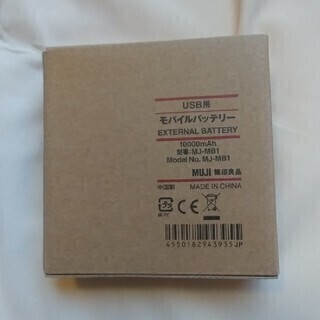 USB用
モバイルバッテリー
EXTERNAL BATTERY
10000mAh
型番:MJ-MB1
Model No. MJ-MB1
MUJI 無印良品
中国製 MADE IN CHINA
4550182943955JP